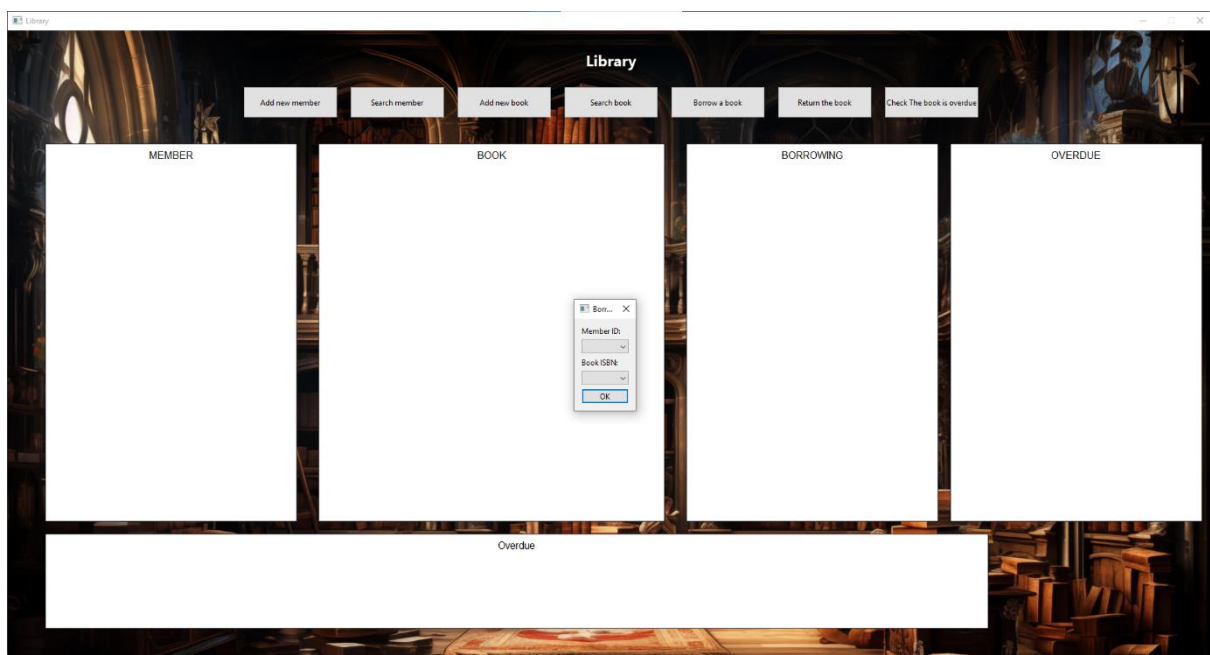 Library
Library
Add new member Search member Add new book Search book Borrow a book Return the book Check The book is overdue
MEMBER BOOK BORROWING OVERDUE
Borr...
Member ID:
Book ISBN:
OK
Overdue